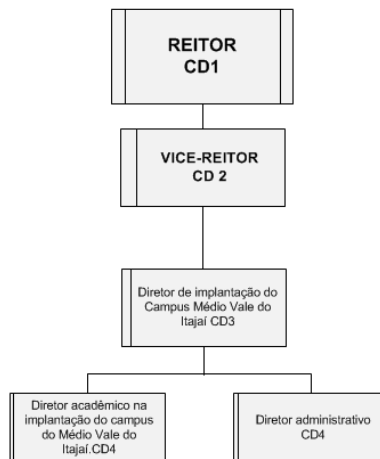 REITOR
CD1
VICE-REITOR
CD 2
Diretor de implantação do
Campus Médio Vale do
Itajaí CD3
Diretor acadêmico na
implantação do campus
do Médio Vale do
Itajaí.CD4
Diretor administrativo
CD4